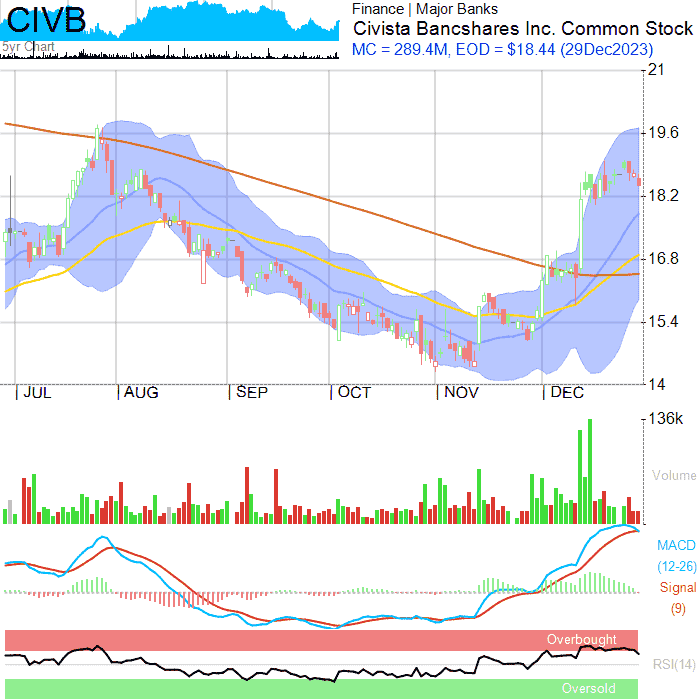 CIVB
5yr Chart
Finance | Major Banks
Civista Bancshares Inc. Common Stock
MC = 289.4M, EOD = $18.44 (29Dec2023)
21
19.6
18.2
16.8
15.4
14
JUL AUG SEP OCT NOV DEC
136k
Volume
MACD
(12-26)
Signal
(9)
Overbought
RSI(14)
Oversold